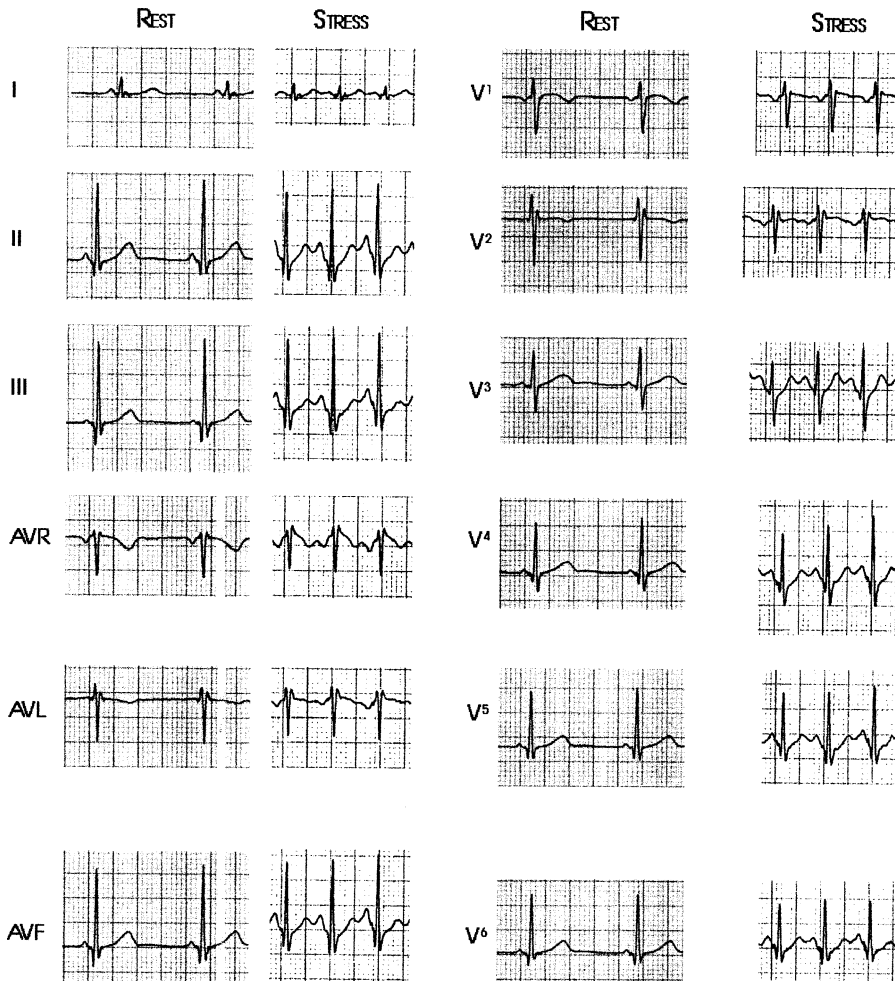 REST STRESS REST STRESS
I
II
III
AVR
AVL
AVF
V1
V2
V3
V4
V5
V6